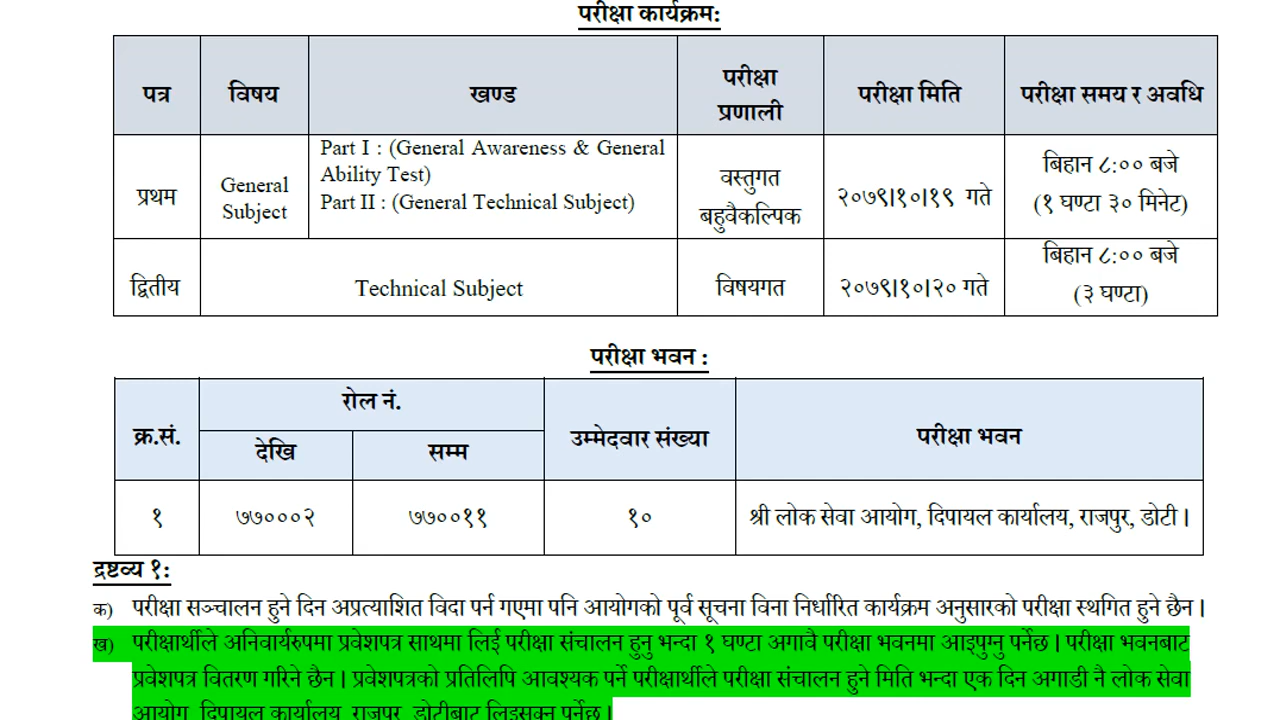 परीक्षा कार्यक्रम:
पत्र विषय खण्ड परीक्षा प्रणाली परीक्षा मिति परीक्षा समय र अवधि
प्रथम General Subject Part I : (General Awareness & General Ability Test) Part II : (General Technical Subject) वस्तुगत बहुवैकल्पिक २०७९।१०।१९ गते बिहान ८:०० बजे (१ घण्टा ३० मिनेट)
द्वितीय Technical Subject विषयगत २०७९।१०।२० गते बिहान ८:०० बजे (३ घण्टा)
परीक्षा भवन :
क्र.सं. रोल नं. उम्मेदवार संख्या परीक्षा भवन
देखि सम्म
१ ७७०००२ ७७००११ १० श्री लोक सेवा आयोग, दिपायल कार्यालय, राजपुर, डोटी ।
द्रष्टव्य १:
क) परीक्षा सञ्चालन हुने दिन अप्रत्याशित विदा पर्न गएमा पनि आयोगको पूर्व सूचना विना निर्धारित कार्यक्रम अनुसारको परीक्षा स्थगित हुने छैन ।
ख) परीक्षार्थीले अनिवार्यरुपमा प्रवेशपत्र साथमा लिई परीक्षा संचालन हुनु भन्दा १ घण्टा अगावै परीक्षा भवनमा आइपुग्नु पर्नेछ । परीक्षा भवनबाट
प्रवेशपत्र वितरण गरिने छैन । प्रवेशपत्रको प्रतिलिपि आवश्यक पर्ने परीक्षार्थीले परीक्षा संचालन हुने मिति भन्दा एक दिन अगाडी नै लोक सेवा
आयोग, दिपायल कार्यालय, राजपुर, डोटीबाट लिइसक्नु पर्नेछ ।